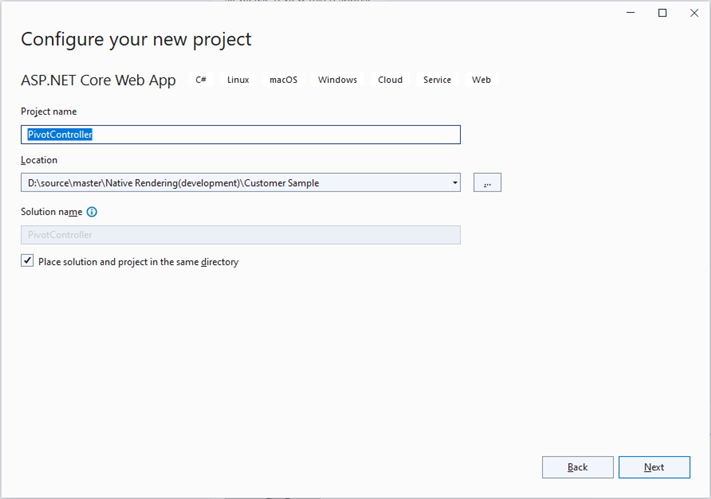 Configure your new project
ASP.NET Core Web App C# Linux macOS Windows Cloud Service Web
Project name
PivotController
Location
D:\source\master\Native Rendering(development)\Customer Sample
...
Solution name
PivotController
Place solution and project in the same directory
Back Next